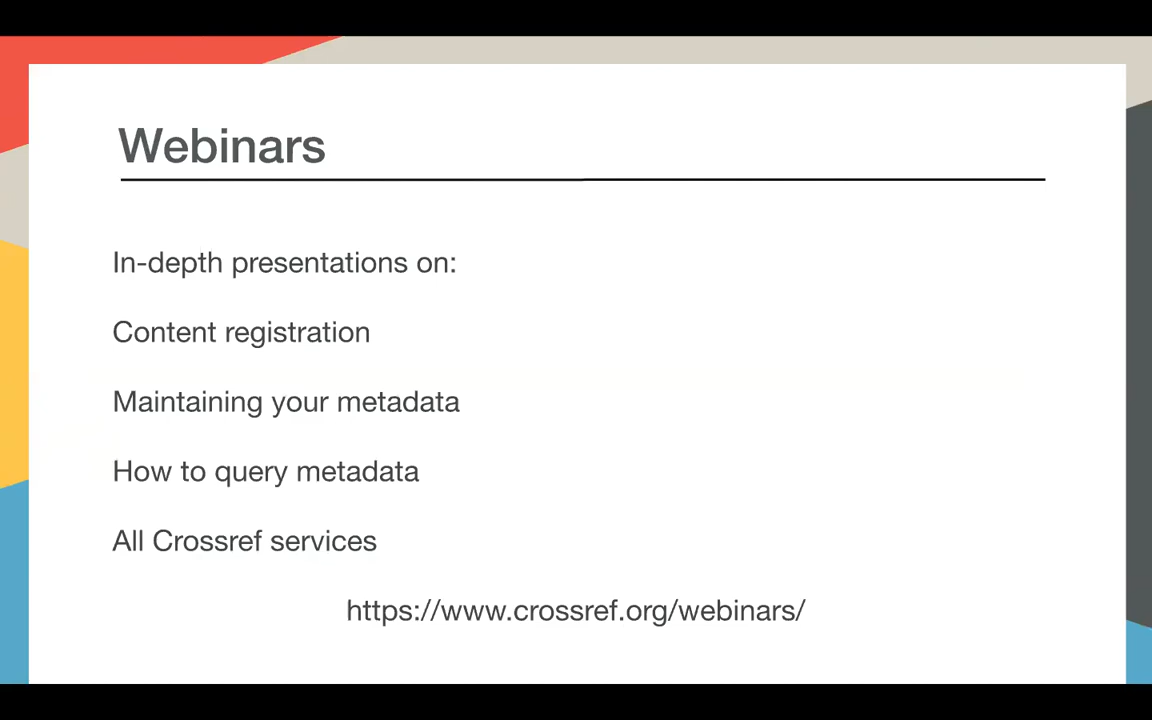 Webinars
In-depth presentations on:
Content registration
Maintaining your metadata
How to query metadata
All Crossref services
https://www.crossref.org/webinars/